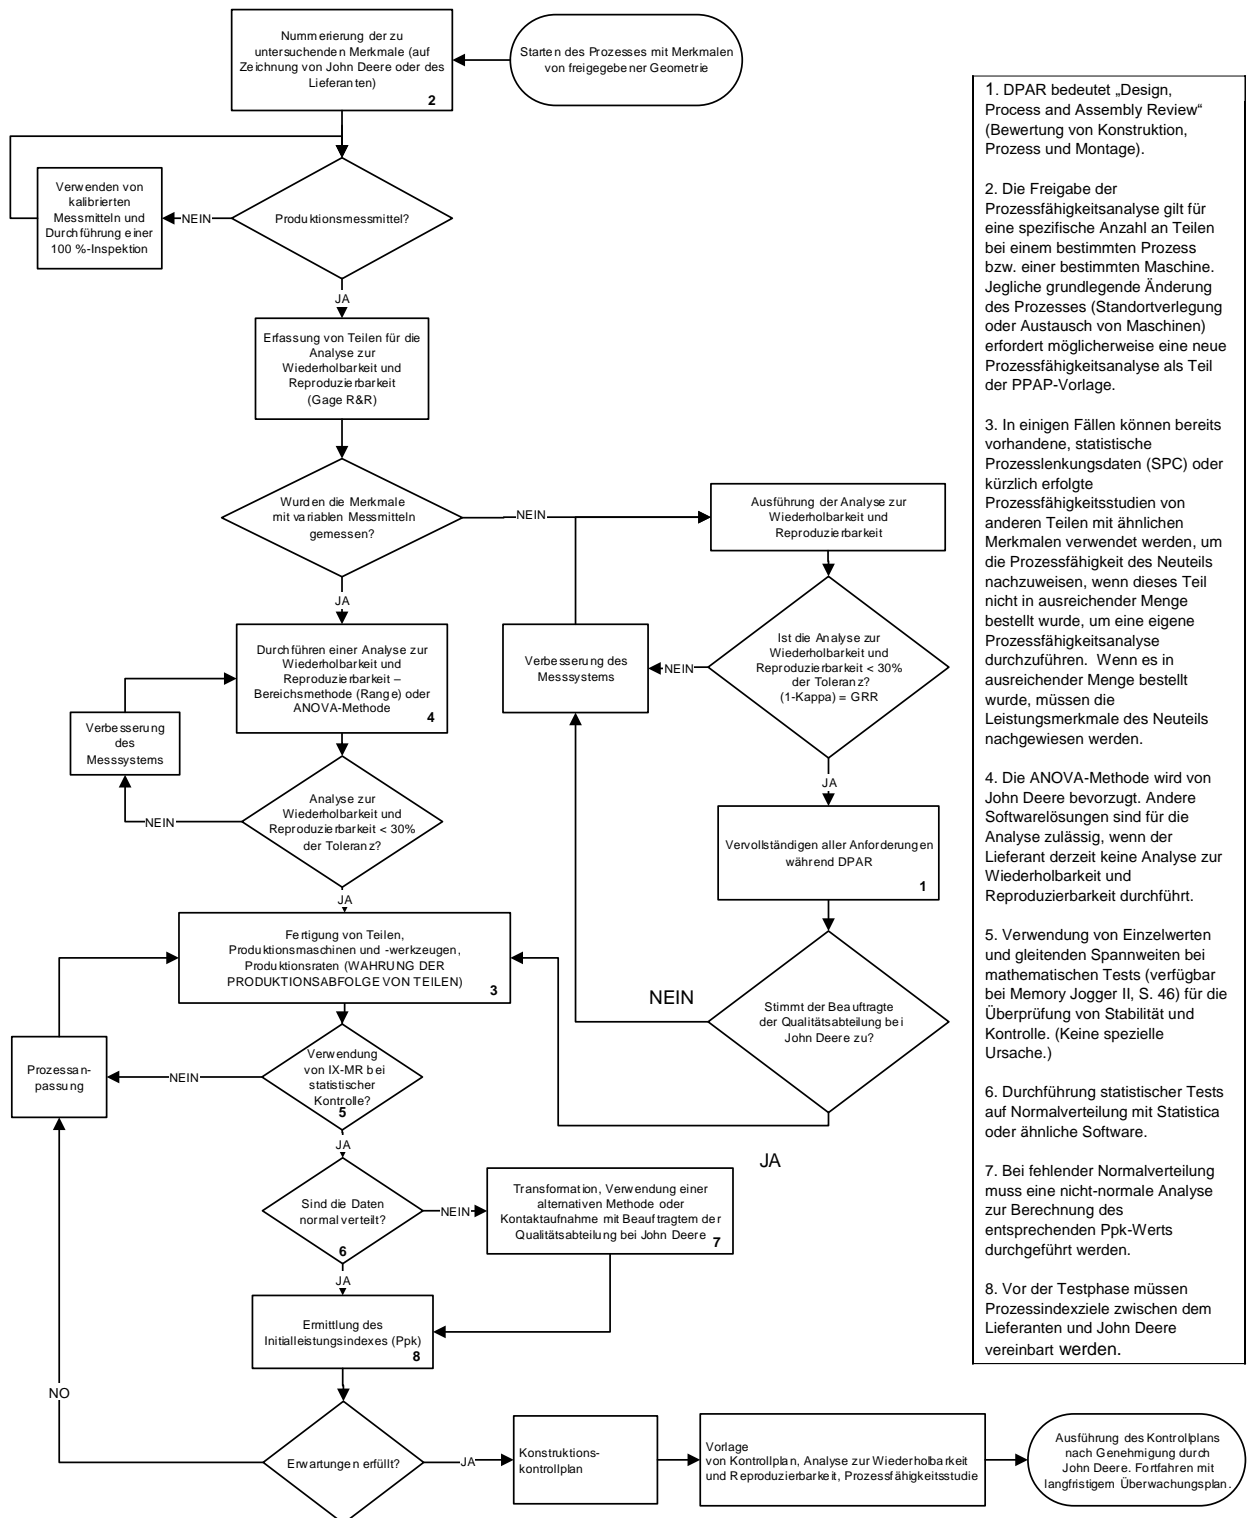 Nummerierung der zu
untersuchenden Merkmale (auf
Zeichnung von John Deere oder des
Lieferanten)
2
Starten des Prozesses mit Merkmalen
von freigegebener Geometrie
Verwenden von
kalibrierten
Messmitteln und
Durchführung einer
100 %-Inspektion
NEIN
Produktionsmessmittel?
JA
Erfassung von Teilen für die
Analyse zur
Wiederholbarkeit und
Reproduzierbarkeit
(Gage R&R)
Wurden die Merkmale
mit variablen Messmitteln
gemessen?
NEIN
Ausführung der Analyse zur
Wiederholbarkeit und
Reproduzierbarkeit
JA
Durchführen einer Analyse zur
Wiederholbarkeit und
Reproduzierbarkeit –
Bereichsmethode (Range) oder
ANOVA-Methode
4
Verbesserung
des
Messsystems
NEIN
Analyse zur
Wiederholbarkeit und
Reproduzierbarkeit < 30%
der Toleranz?
JA
Verbesserung des
Messsystems
NEIN
Ist die Analyse zur
Wiederholbarkeit und
Reproduzierbarkeit < 30%
der Toleranz?
(1-Kappa) = GRR
JA
Vervollständigen aller Anforderungen
während DPAR
1
NEIN
Stimmt der Beauftragte
der Qualitätsabteilung bei
John Deere zu?
JA
Fertigung von Teilen,
Produktionsmaschinen und -werkzeugen,
Produktionsraten (WAHRUNG DER
PRODUKTIONSABFOLGE VON TEILEN)
3
Prozessan-
passung
NEIN
Verwendung
von IX-MR bei
statistischer
Kontrolle?
5
JA
Sind die Daten
normalverteilt?
6
NEIN
Transformation, Verwendung einer
alternativen Methode oder
Kontaktaufnahme mit Beauftragtem der
Qualitätsabteilung bei John Deere
7
JA
Ermittlung des
Initialleistungsindexes (Ppk)
8
NO
Erwartungen erfüllt?
JA
Konstruktions-
kontrollplan
Vorlage
von Kontrollplan, Analyse zur Wiederholbarkeit
und Reproduzierbarkeit, Prozessfähigkeitsstudie
Ausführung des Kontrollplans
nach Genehmigung durch
John Deere. Fortfahren mit
langfristigem Überwachungsplan.
1. DPAR bedeutet „Design,
Process and Assembly Review“
(Bewertung von Konstruktion,
Prozess und Montage).
2. Die Freigabe der
Prozessfähigkeitsanalyse gilt für
eine spezifische Anzahl an Teilen
bei einem bestimmten Prozess
bzw. einer bestimmten Maschine.
Jegliche grundlegende Änderung
des Prozesses (Standortverlegung
oder Austausch von Maschinen)
erfordert möglicherweise eine neue
Prozessfähigkeitsanalyse als Teil
der PPAP-Vorlage.
3. In einigen Fällen können bereits
vorhandene, statistische
Prozesslenkungsdaten (SPC) oder
kürzlich erfolgte
Prozessfähigkeitsstudien von
anderen Teilen mit ähnlichen
Merkmalen verwendet werden, um
die Prozessfähigkeit des Neuteils
nachzuweisen, wenn dieses Teil
nicht in ausreichender Menge
bestellt wurde, um eine eigene
Prozessfähigkeitsanalyse
durchzuführen. Wenn es in
ausreichender Menge bestellt
wurde, müssen die
Leistungsmerkmale des Neuteils
nachgewiesen werden.
4. Die ANOVA-Methode wird von
John Deere bevorzugt. Andere
Softwarelösungen sind für die
Analyse zulässig, wenn der
Lieferant derzeit keine Analyse zur
Wiederholbarkeit und
Reproduzierbarkeit durchführt.
5. Verwendung von Einzelwerten
und gleitenden Spannweiten bei
mathematischen Tests (verfügbar
bei Memory Jogger II, S. 46) für die
Überprüfung von Stabilität und
Kontrolle. (Keine spezielle
Ursache.)
6. Durchführung statistischer Tests
auf Normalverteilung mit Statistica
oder ähnliche Software.
7. Bei fehlender Normalverteilung
muss eine nicht-normale Analyse
zur Berechnung des
entsprechenden Ppk-Werts
durchgeführt werden.
8. Vor der Testphase müssen
Prozessindexziele zwischen dem
Lieferanten und John Deere
vereinbart werden.